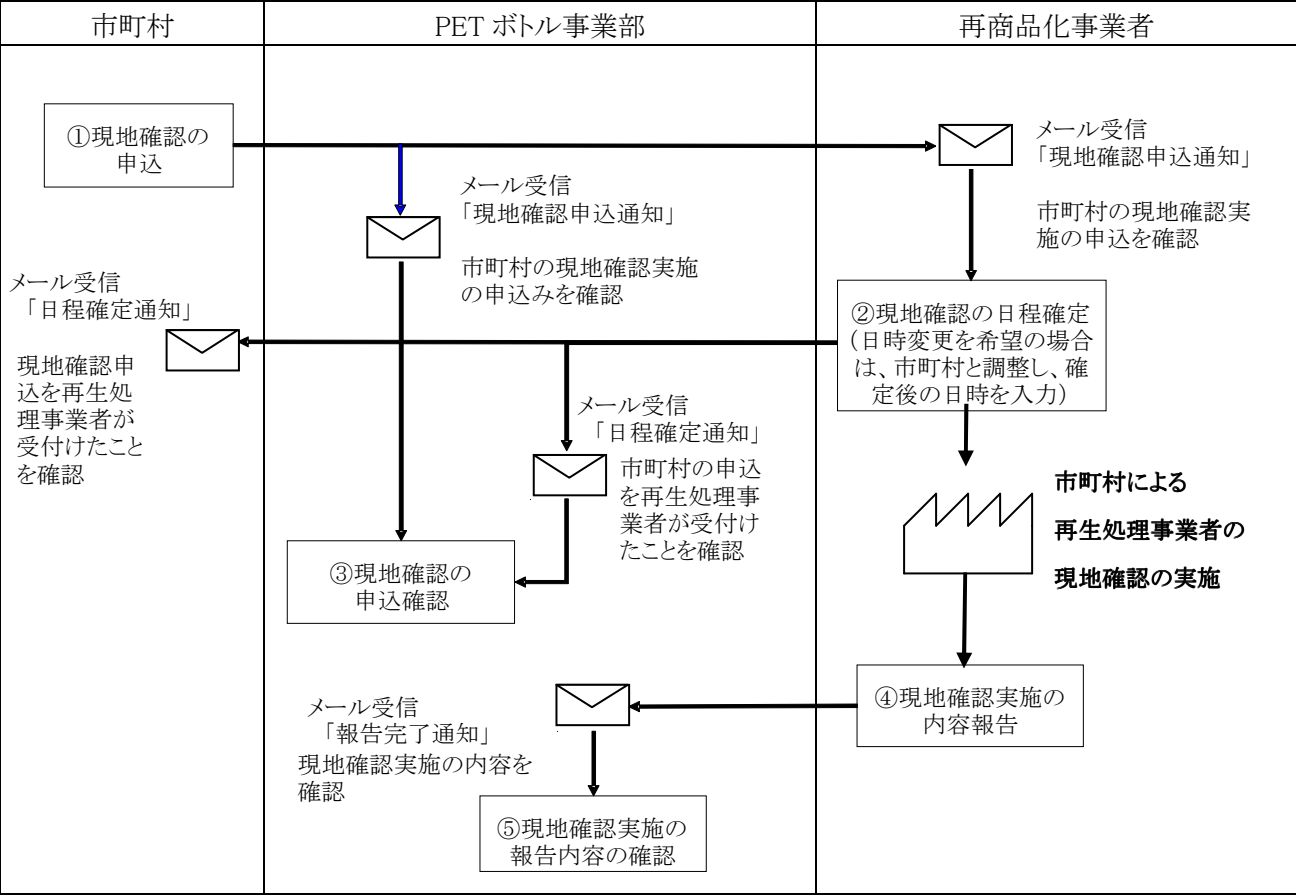 市町村
PET ボトル事業部
再商品化事業者
①現地確認の
申込
メール受信
「現地確認申込通知」
市町村の現地確認実
施の申込を確認
メール受信
「現地確認申込通知」
市町村の現地確認実施
の申込みを確認
メール受信
「日程確定通知」
現地確認申
込を再生処
理事業者が
受付けたこと
を確認
②現地確認の日程確定
（日時変更を希望の場合
は、市町村と調整し、確
定後の日時を入力）
メール受信
「日程確定通知」
市町村の申込
を再生処理事
業者が受付け
たことを確認
市町村による
再生処理事業者の
現地確認の実施
③現地確認の
申込確認
④現地確認実施の
内容報告
メール受信
「報告完了通知」
現地確認実施の内容を
確認
⑤現地確認実施の
報告内容の確認